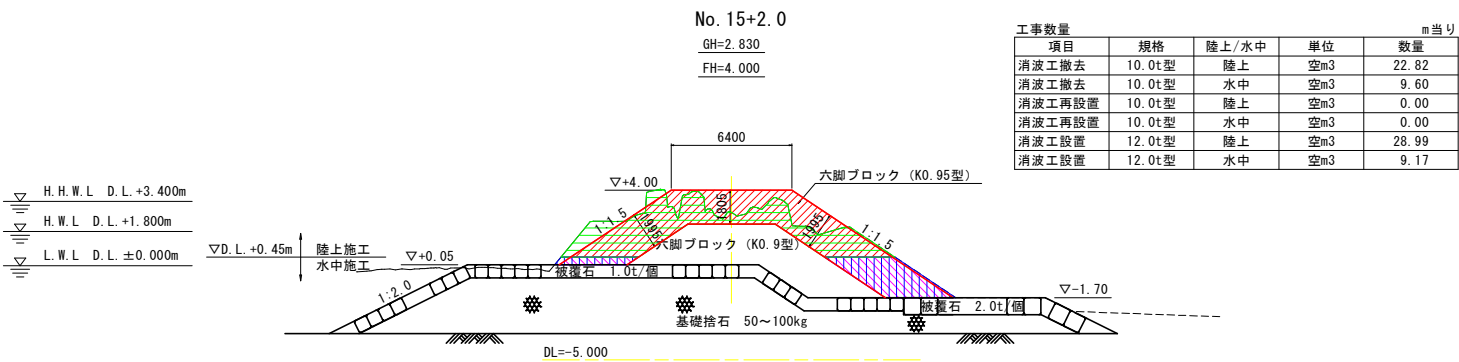 No.15+2.0
GH=2.830
FH=4.000
工事数量 m当り
項目 規格 陸上/水中 単位 数量
消波工撤去 10.0t型 陸上 空m3 22.82
消波工撤去 10.0t型 水中 空m3 9.60
消波工再設置 10.0t型 陸上 空m3 0.00
消波工再設置 10.0t型 水中 空m3 0.00
消波工設置 12.0t型 陸上 空m3 28.99
消波工設置 12.0t型 水中 空m3 9.17
6400
▽+4.00
六脚ブロック (K0.95型)
H.H.W.L D.L.+3.400m
H.W.L D.L.+1.800m
L.W.L D.L.±0.000m
▽D.L.+0.45m
陸上施工
水中施工
▽+0.05
1:1.5
1995
1805
1995
1:1.5
六脚ブロック (K0.9型)
被覆石 1.0t/個
1:2.0
▽-1.70
被覆石 2.0t/個
基礎捨石 50～100kg
DL=-5.000